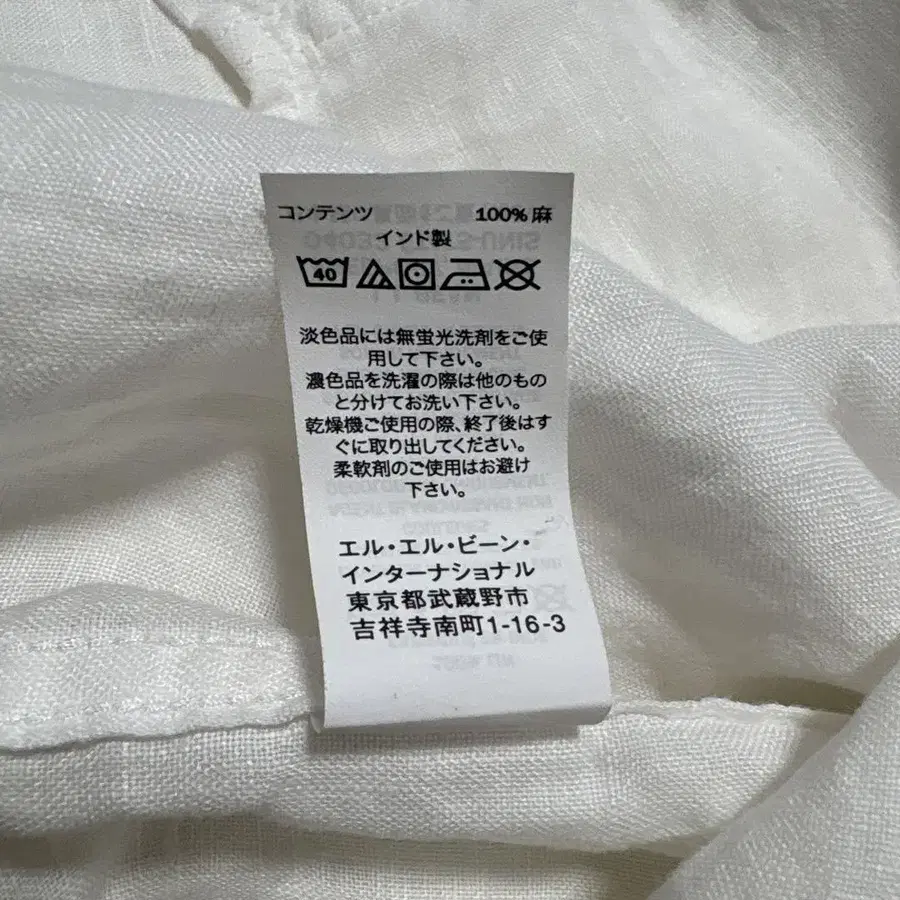 コンテンツ 100% 麻
インド製
40
淡色品には無蛍光洗剤をご使
用して下さい。
濃色品を洗濯の際は他のもの
と分けてお洗い下さい。
乾燥機ご使用の際、終了後はす
ぐに取り出してください。
柔軟剤のご使用はお避け
下さい。
エル・エル・ビーン・
インターナショナル
東京都武蔵野市
吉祥寺南町1-16-3